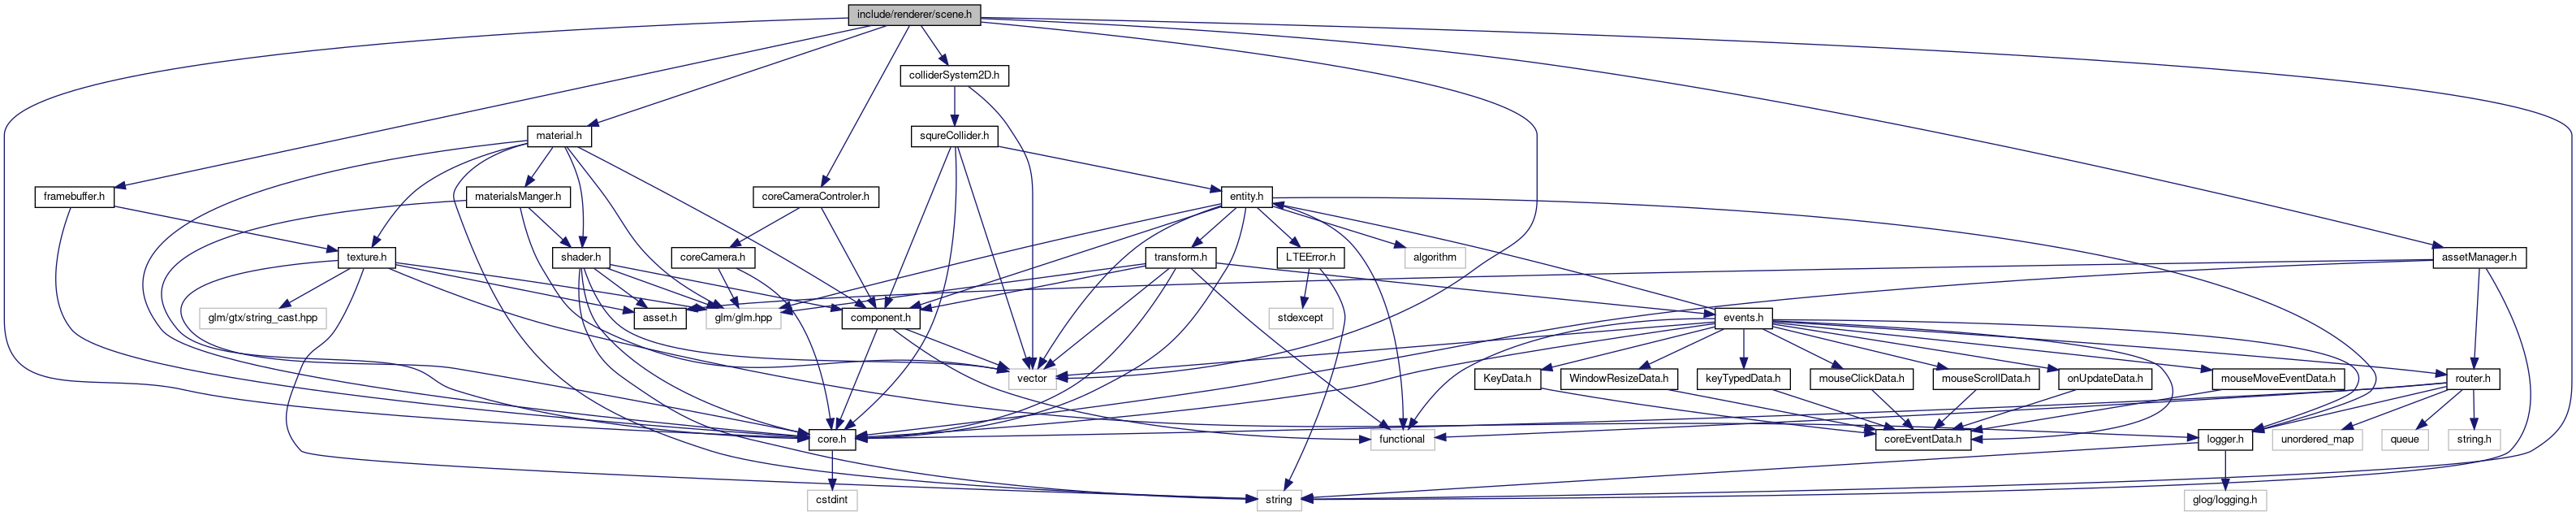 include/renderer/scene.h
colliderSystem2D.h
material.h
squreCollider.h
framebuffer.h
materialsManger.h
coreCameraControler.h
entity.h
texture.h
shader.h
coreCamera.h
transform.h
LTEError.h
algorithm
assetManager.h
glm/gtx/string_cast.hpp
asset.h
glm/glm.hpp
component.h
stdexcept
events.h
vector
KeyData.h
WindowResizeData.h
keyTypedData.h
mouseClickData.h
mouseScrollData.h
onUpdateData.h
mouseMoveEventData.h
router.h
core.h
functional
coreEventData.h
logger.h
unordered_map
queue
string.h
cstdint
string
glog/logging.h